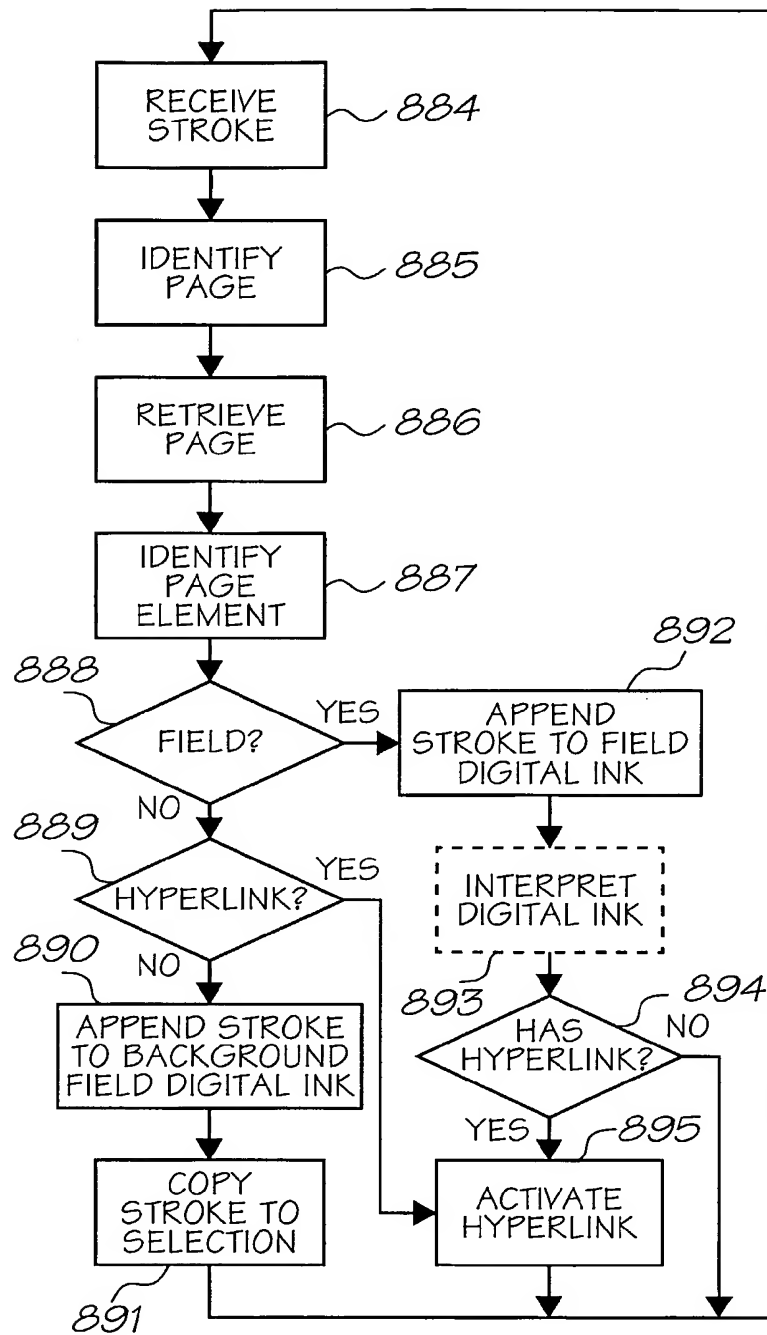 RECEIVE
STROKE
884
IDENTIFY
PAGE
885
RETRIEVE
PAGE
886
IDENTIFY
PAGE
ELEMENT
887
888
FIELD?
YES
NO
892
APPEND
STROKE TO FIELD
DIGITAL INK
889
HYPERLINK?
YES
NO
INTERPRET
DIGITAL INK
893
890
APPEND STROKE
TO BACKGROUND
FIELD DIGITAL INK
894
HAS
HYPERLINK?
NO
YES
895
COPY
STROKE TO
SELECTION
891
ACTIVATE
HYPERLINK